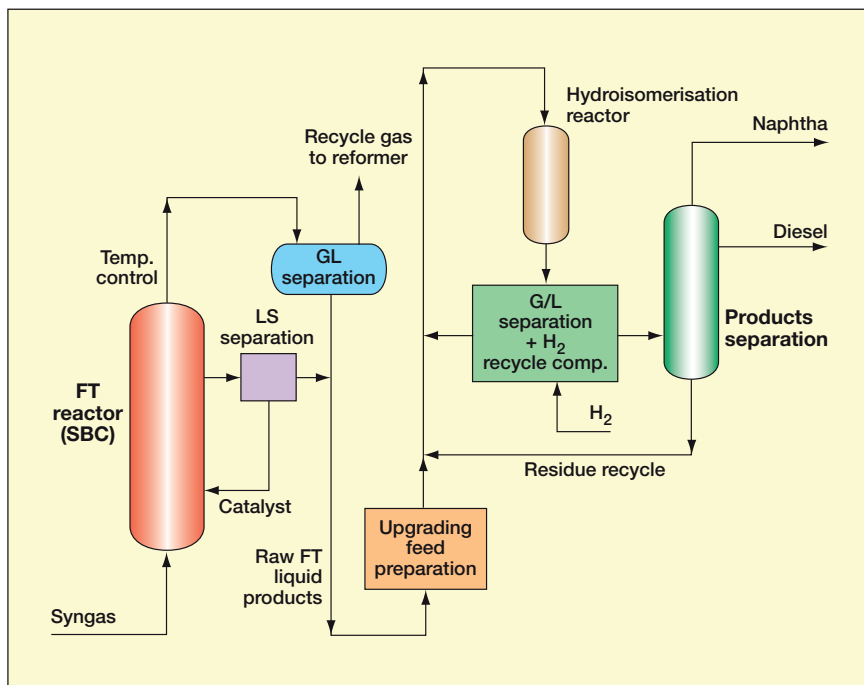 Hydroisomerisation
reactor
Naphtha
Recycle gas
to reformer
Diesel
Temp.
control
GL
separation
G/L
separation
+ H₂
recycle comp.
Products
separation
LS
separation
FT
reactor
(SBC)
H₂
Residue recycle
Catalyst
Upgrading
feed
preparation
Raw FT
liquid
products
Syngas